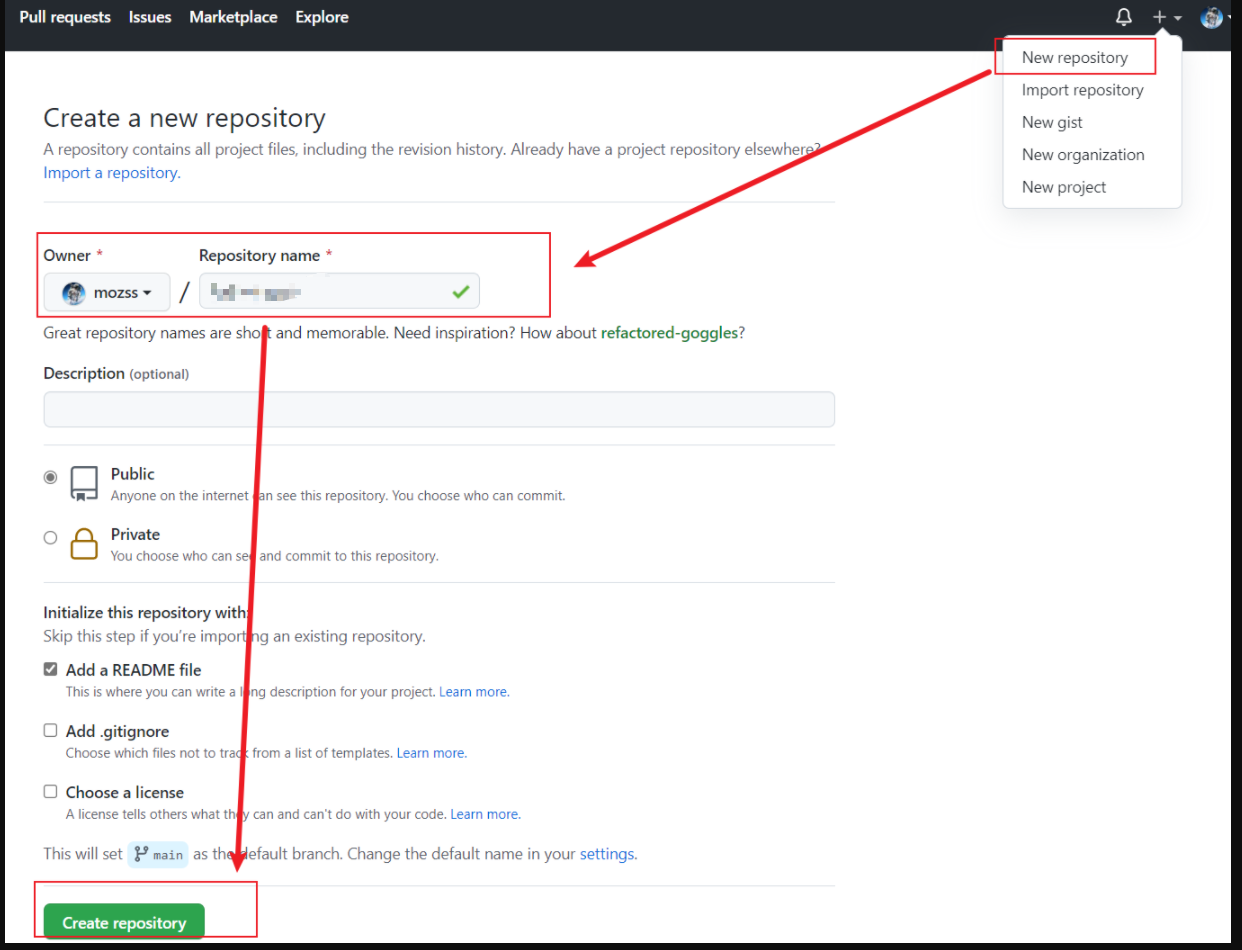 Pull requests Issues Marketplace Explore
New repository
Import repository
New gist
New organization
New project
Create a new repository
A repository contains all project files, including the revision history. Already have a project repository elsewhere?
Import a repository.
Owner * Repository name *
mozss /
Great repository names are short and memorable. Need inspiration? How about refactored-goggles?
Description (optional)
Public
Anyone on the internet can see this repository. You choose who can commit.
Private
You choose who can see and commit to this repository.
Initialize this repository with:
Skip this step if you're importing an existing repository.
Add a README file
This is where you can write a long description for your project. Learn more.
Add .gitignore
Choose which files not to track from a list of templates. Learn more.
Choose a license
A license tells others what they can and can't do with your code. Learn more.
This will set main as the default branch. Change the default name in your settings.
Create repository